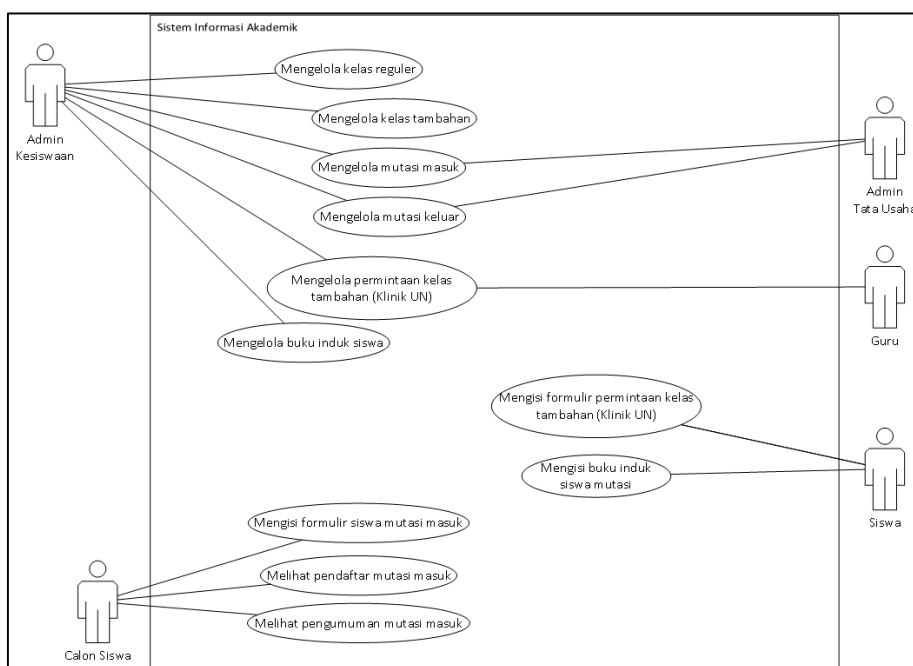 Sistem Informasi Akademik
Mengelola kelas reguler
Admin
Kesiswaan
Mengelola kelas tambahan
Mengelola mutasi masuk
Admin
Tata Usaha
Mengelola mutasi keluar
Mengelola permintaan kelas
tambahan (Klinik UN)
Guru
Mengelola buku induk siswa
Mengisi formulir permintaan kelas
tambahan (Klinik UN)
Mengisi buku induk
siswa mutasi
Siswa
Mengisi formulir siswa mutasi masuk
Melihat pendaftar mutasi masuk
Melihat pengumuman mutasi masuk
Calon Siswa